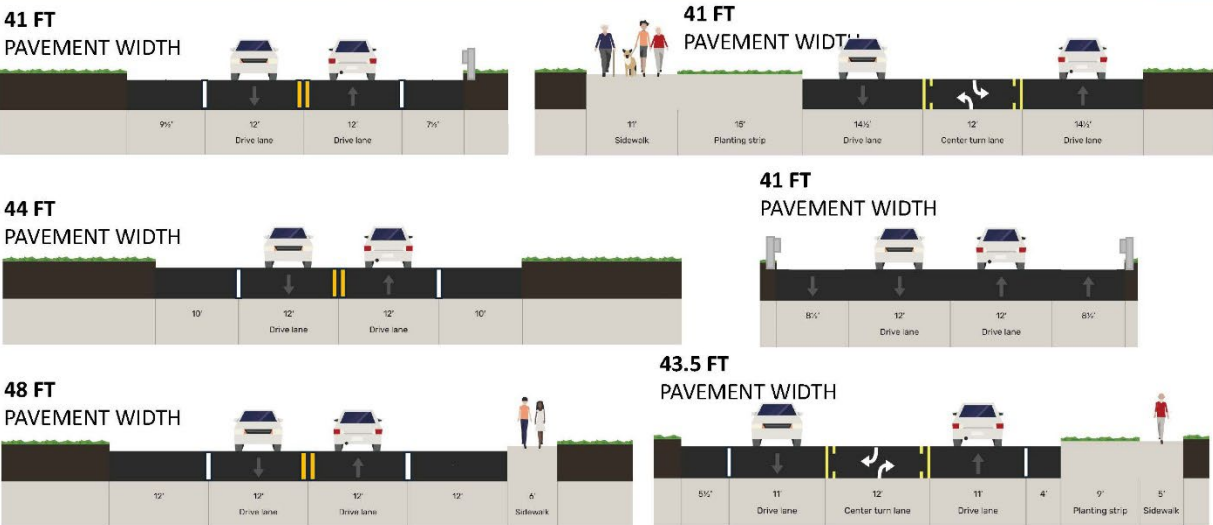 41 FT
PAVEMENT WIDTH
9½' 12' 12' 7½'
Drive lane Drive lane
41 FT
PAVEMENT WIDTH
11' 15' 14½' 12' 14½'
Sidewalk Planting strip Drive lane Center turn lane Drive lane
44 FT
PAVEMENT WIDTH
10' 12' 12' 10'
Drive lane Drive lane
41 FT
PAVEMENT WIDTH
8½' 12' 12' 8½'
Drive lane Drive lane
48 FT
PAVEMENT WIDTH
12' 12' 12' 12' 6'
Drive lane Drive lane Sidewalk
43.5 FT
PAVEMENT WIDTH
5½' 11' 12' 11' 4' 9' 5'
Drive lane Center turn lane Drive lane Planting strip Sidewalk